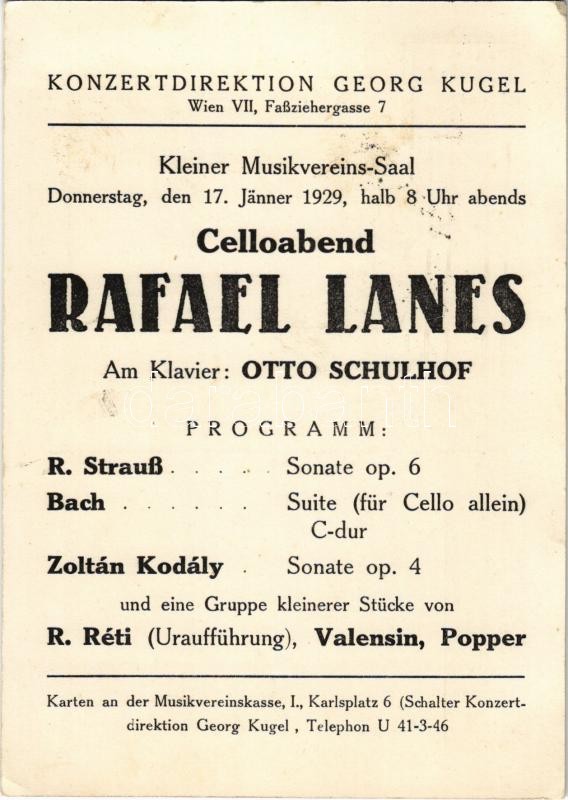 KONZERTDIREKTION GEORG KUGEL
Wien VII, Faßziehergasse 7
Kleiner Musikvereins-Saal
Donnerstag, den 17. Jänner 1929, halb 8 Uhr abends
Celloabend
RAFAEL LANES
Am Klavier: OTTO SCHULHOF
PROGRAMM:
R. Strauß . . . . . Sonate op. 6
Bach . . . . . . Suite (für Cello allein)
C-dur
Zoltán Kodály . Sonate op. 4
und eine Gruppe kleinerer Stücke von
R. Réti (Uraufführung), Valensin, Popper
Karten an der Musikvereinskasse, I., Karlsplatz 6 (Schalter Konzert-
direktion Georg Kugel , Telephon U 41-3-46